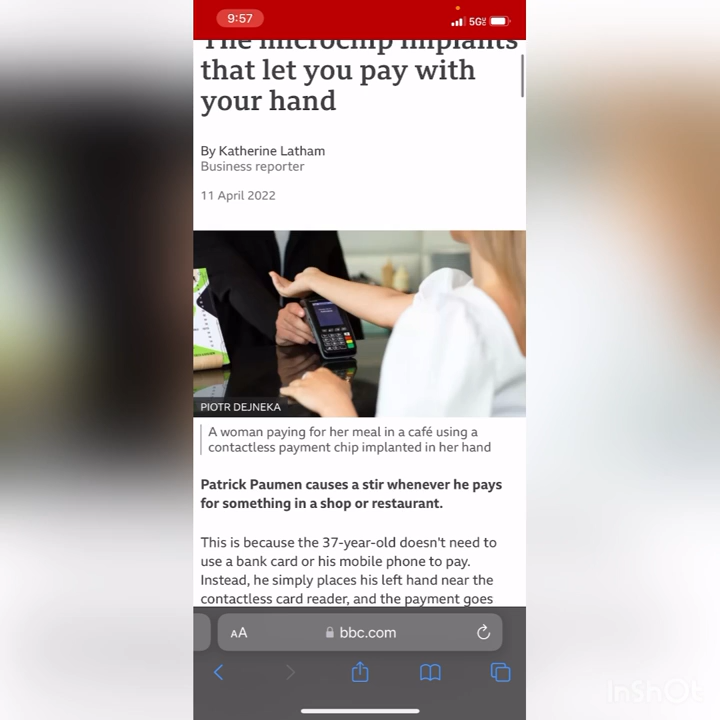 9:57
5G
The microchip implants
that let you pay with
your hand
By Katherine Latham
Business reporter
11 April 2022
PIOTR DEJNEKA
A woman paying for her meal in a café using a
contactless payment chip implanted in her hand
Patrick Paumen causes a stir whenever he pays
for something in a shop or restaurant.
This is because the 37-year-old doesn't need to
use a bank card or his mobile phone to pay.
Instead, he simply places his left hand near the
contactless card reader, and the payment goes
AA
bbc.com
InShOt